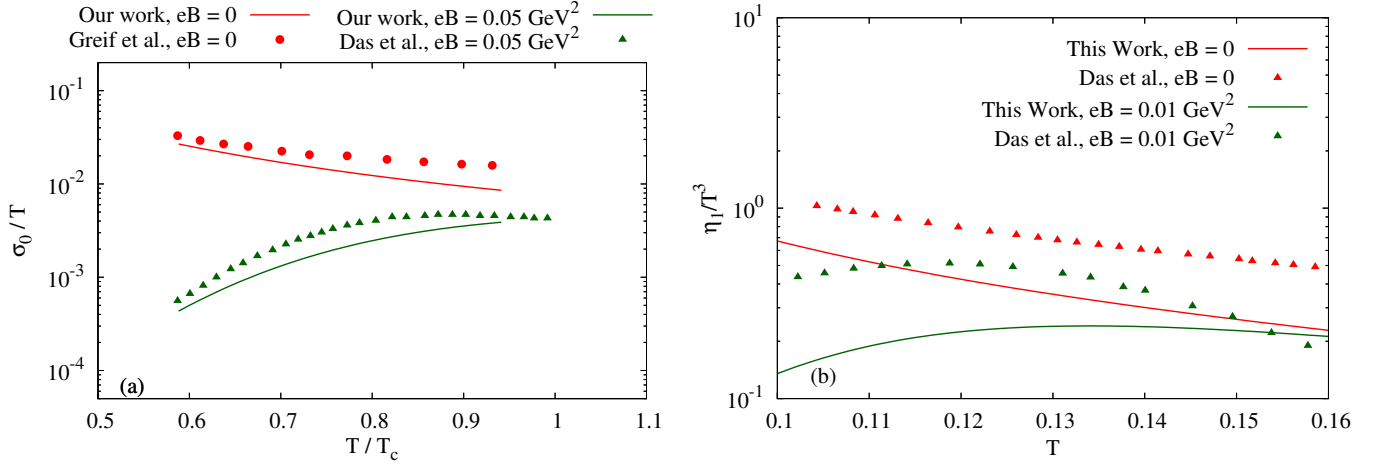 Our work, eB = 0
Our work, eB = 0.05 GeV²
Greif et al., eB = 0
Das et al., eB = 0.05 GeV²
10⁻¹
10⁻²
10⁻³
10⁻⁴
σ₀ / T
(a)
0.5 0.6 0.7 0.8 0.9 1 1.1
T / T_c
This Work, eB = 0
Das et al., eB = 0
This Work, eB = 0.01 GeV²
Das et al., eB = 0.01 GeV²
10¹
10⁰
10⁻¹
η₁/T³
(b)
0.1 0.11 0.12 0.13 0.14 0.15 0.16
T